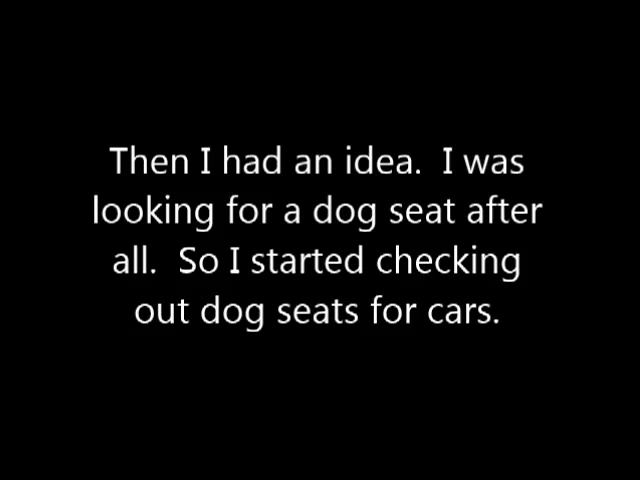 Then I had an idea.  I was
looking for a dog seat after
all.  So I started checking
out dog seats for cars.